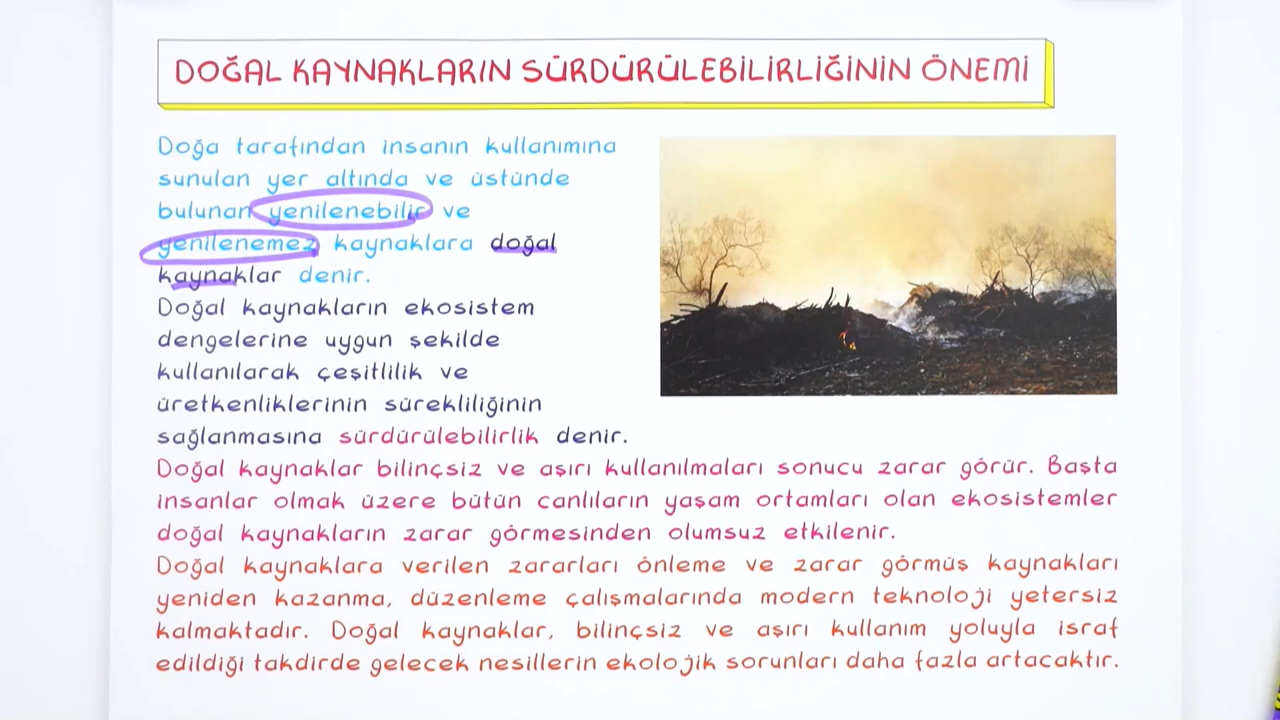 DOĞAL KAYNAKLARIN SÜRDÜRÜLEBİLİRLİĞİNİN ÖNEMİ
Doğa tarafından insanın kullanımına
sunulan yer altında ve üstünde
bulunan yenilenebilir ve
yenilenemez kaynaklara doğal
kaynaklar denir.
Doğal kaynakların ekosistem
dengelerine uygun şekilde
kullanılarak çeşitlilik ve
üretkenliklerinin sürekliliğinin
sağlanmasına sürdürülebilirlik denir.
Doğal kaynaklar bilinçsiz ve aşırı kullanılmaları sonucu zarar görür. Başta
insanlar olmak üzere bütün canlıların yaşam ortamları olan ekosistemler
doğal kaynakların zarar görmesinden olumsuz etkilenir.
Doğal kaynaklara verilen zararları önleme ve zarar görmüş kaynakları
yeniden kazanma, düzenleme çalışmalarında modern teknoloji yetersiz
kalmaktadır. Doğal kaynaklar, bilinçsiz ve aşırı kullanım yoluyla israf
edildiği takdirde gelecek nesillerin ekolojik sorunları daha fazla artacaktır.